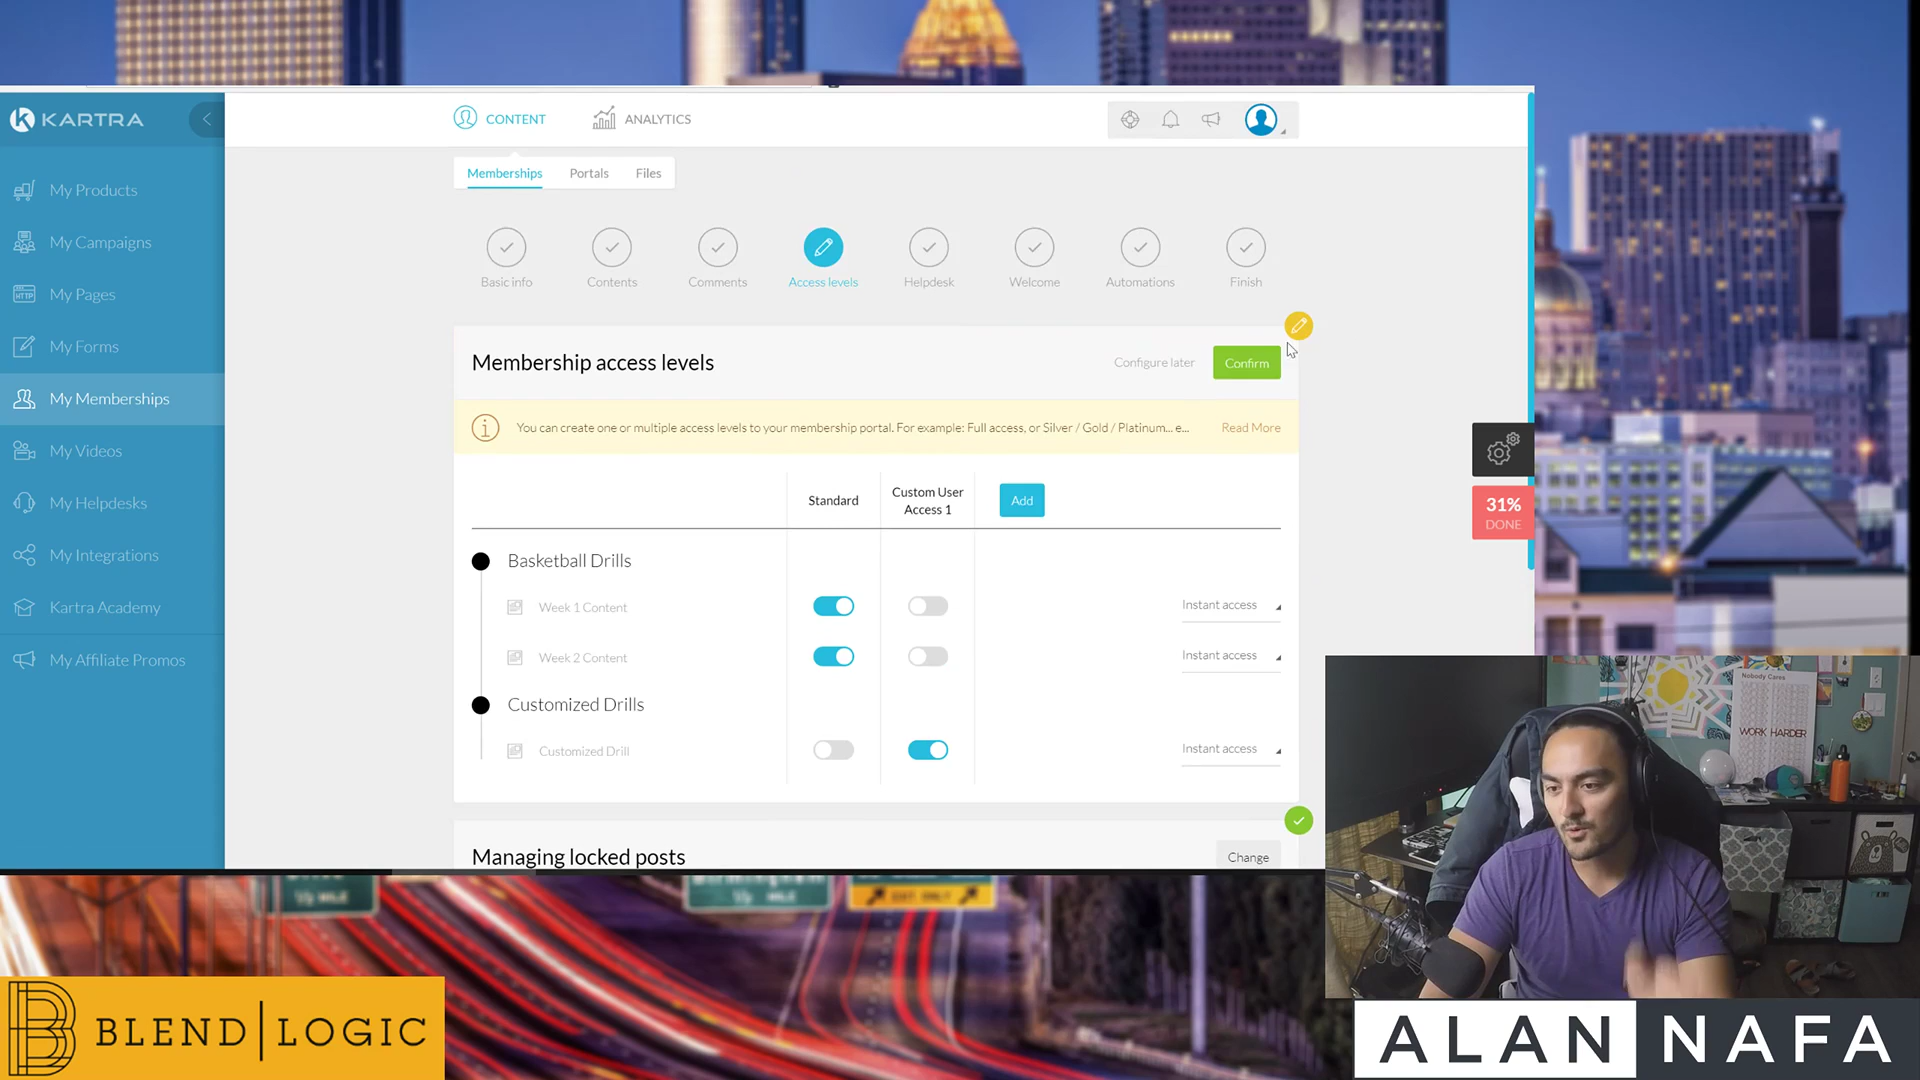 KARTRA
CONTENT
ANALYTICS
Memberships
Portals
Files
My Products
My Campaigns
My Pages
My Forms
My Memberships
My Videos
My Helpdesks
My Integrations
Kartra Academy
My Affiliate Promos
HTTP
Basic info
Contents
Comments
Access levels
Helpdesk
Welcome
Automations
Finish
Membership access levels
Configure later
Confirm
You can create one or multiple access levels to your membership portal. For example: Full access, or Silver / Gold / Platinum... e...
Read More
Standard
Custom User
Access 1
Add
Basketball Drills
Week 1 Content
Instant access
Week 2 Content
Instant access
Customized Drills
Customized Drill
Instant access
Managing locked posts
Change
31%
DONE
Nobody Cares
WORK HARDER
EXIT ONLY
BLEND|LOGIC
ALAN NAFA